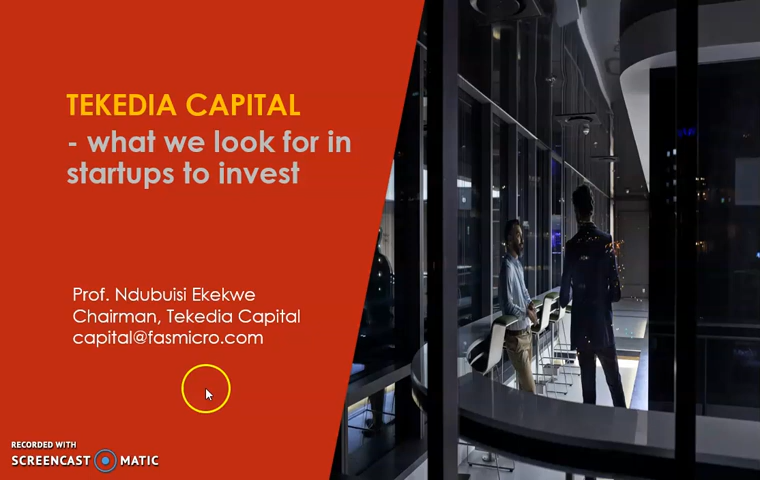 TEKEDIA CAPITAL
- what we look for in
startups to invest
Prof. Ndubuisi Ekekwe
Chairman, Tekedia Capital
capital@fasmicro.com
RECORDED WITH
SCREENCAST MATIC